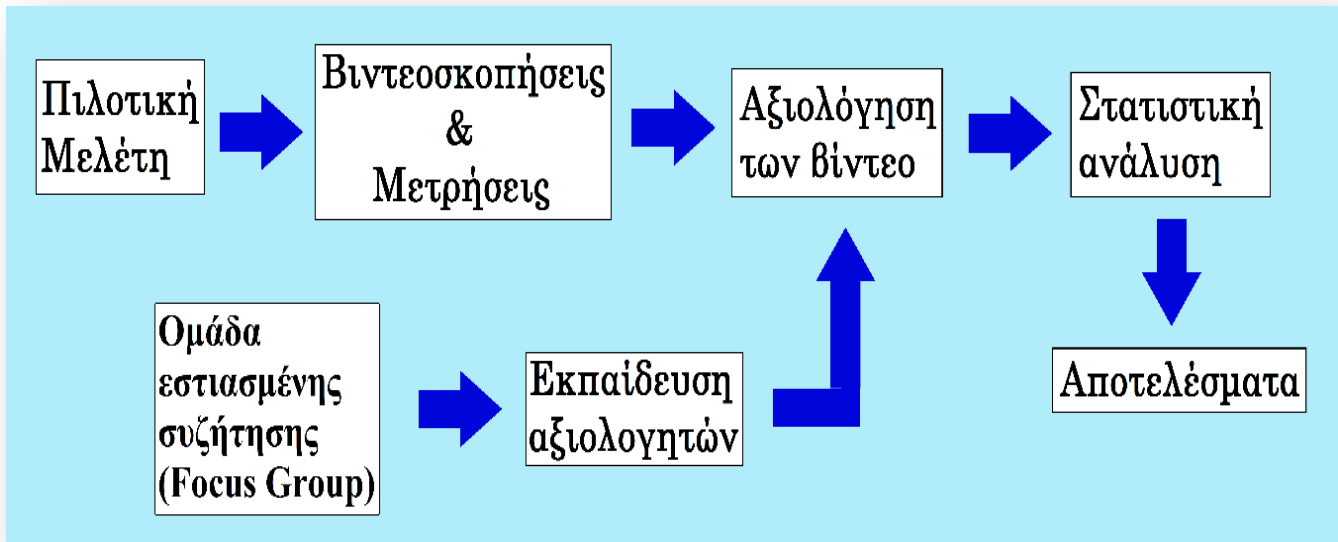 Πιλοτική
Μελέτη
Βιντεοσκοπήσεις
&
Μετρήσεις
Αξιολόγηση
των βίντεο
Στατιστική
ανάλυση
Ομάδα
εστιασμένης
συζήτησης
(Focus Group)
Εκπαίδευση
αξιολογητών
Αποτελέσματα